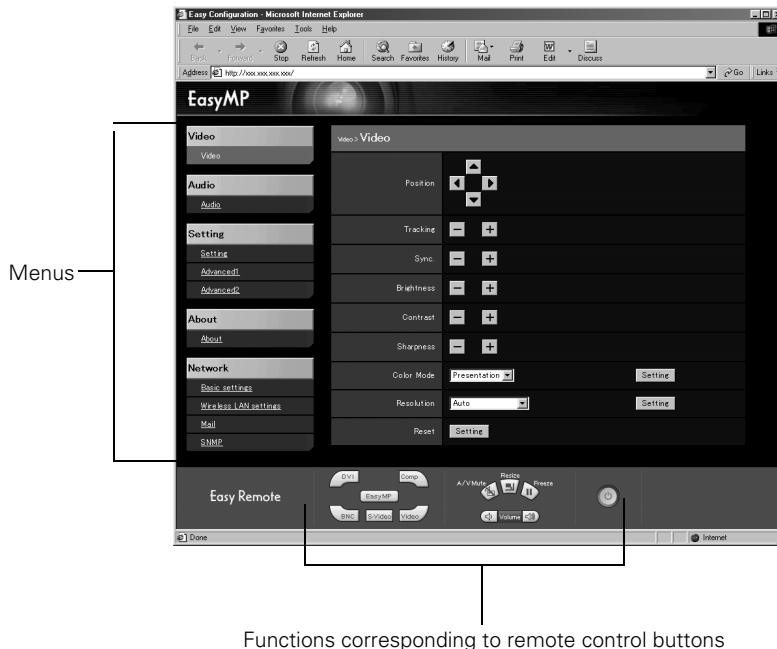 Easy Configuration - Microsoft Internet Explorer
File Edit View Favorites Tools Help
Back Forward Stop Refresh Home Search Favorites History Mail Print Edit Discuss
Address http://xxx.xxx.xxx.xxx/ Go Links
EasyMP
Video
Video
Audio
Audio
Setting
Setting
Advanced1
Advanced2
About
About
Network
Basic settings
Wireless LAN settings
Mail
SNMP
Video > Video
Position
Tracking
Sync.
Brightness
Contrast
Sharpness
Color Mode Presentation Setting
Resolution Auto Setting
Reset Setting
Menus
Easy Remote
DVI Comp
EasyMP
BNC S-Video Video
A/V Mute Resize Freeze
Volume
Done Internet
Functions corresponding to remote control buttons